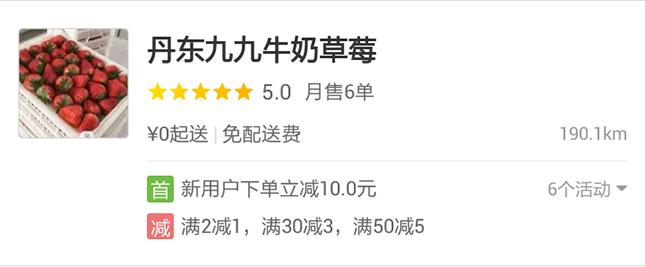 丹东九九牛奶草莓
5.0 月售6单
¥0起送 | 免配送费 190.1km
首 新用户下单立减10.0元 6个活动
减 满2减1，满30减3，满50减5